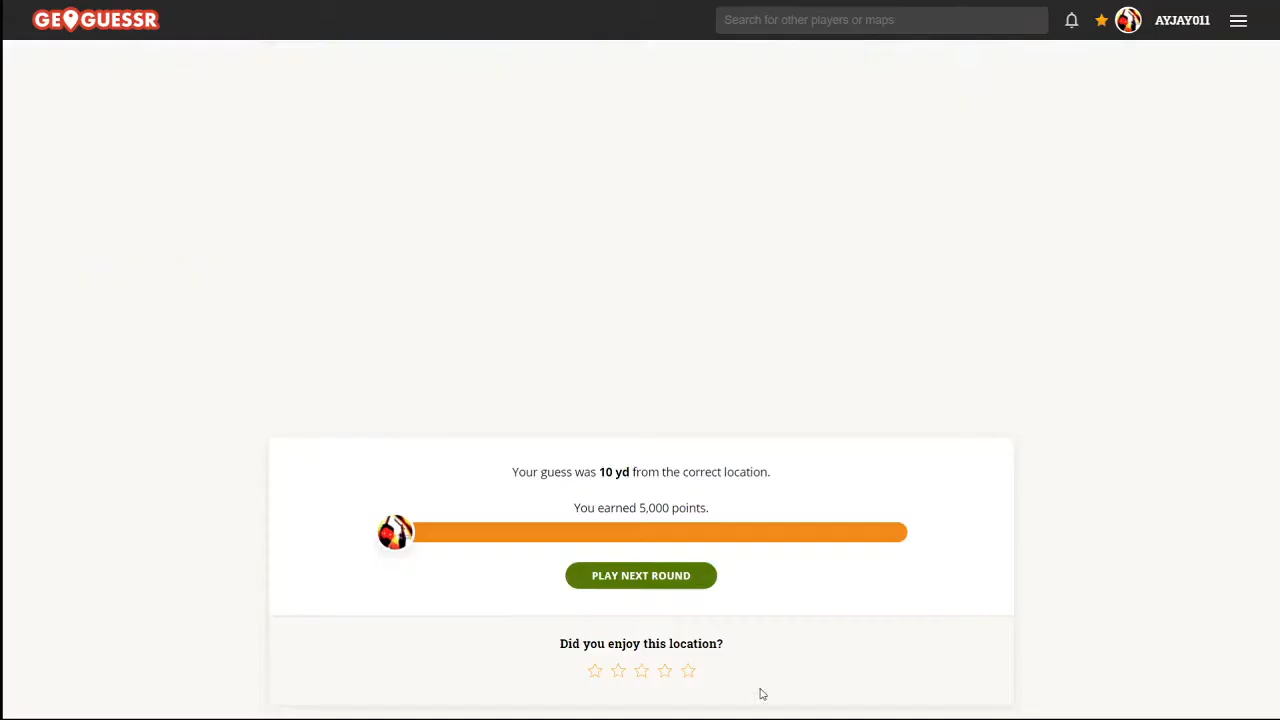 GEOGUESSR
Search for other players or maps
AYJAY011
Your guess was 10 yd from the correct location.
You earned 5,000 points.
PLAY NEXT ROUND
Did you enjoy this location?